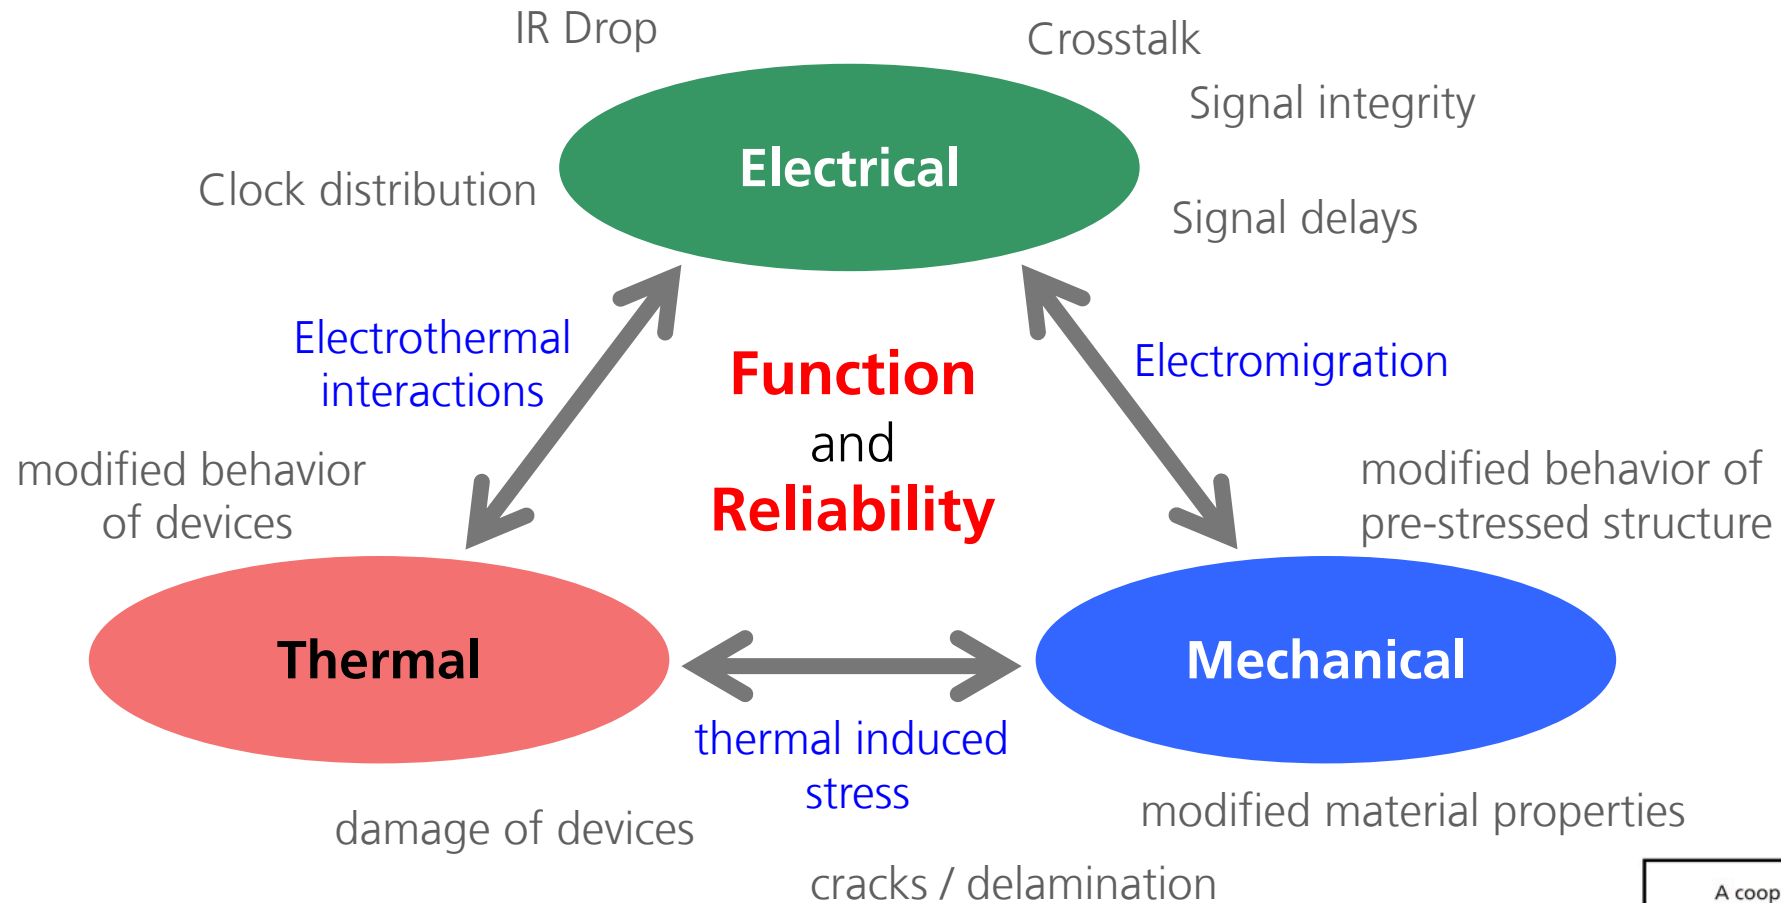 IR Drop
Crosstalk
Signal integrity
Electrical
Clock distribution
Signal delays
Electrothermal
interactions
Function
and
Reliability
Electromigration
modified behavior
of devices
modified behavior of
pre-stressed structure
Thermal
Mechanical
thermal induced
stress
damage of devices
modified material properties
cracks / delamination
A coop